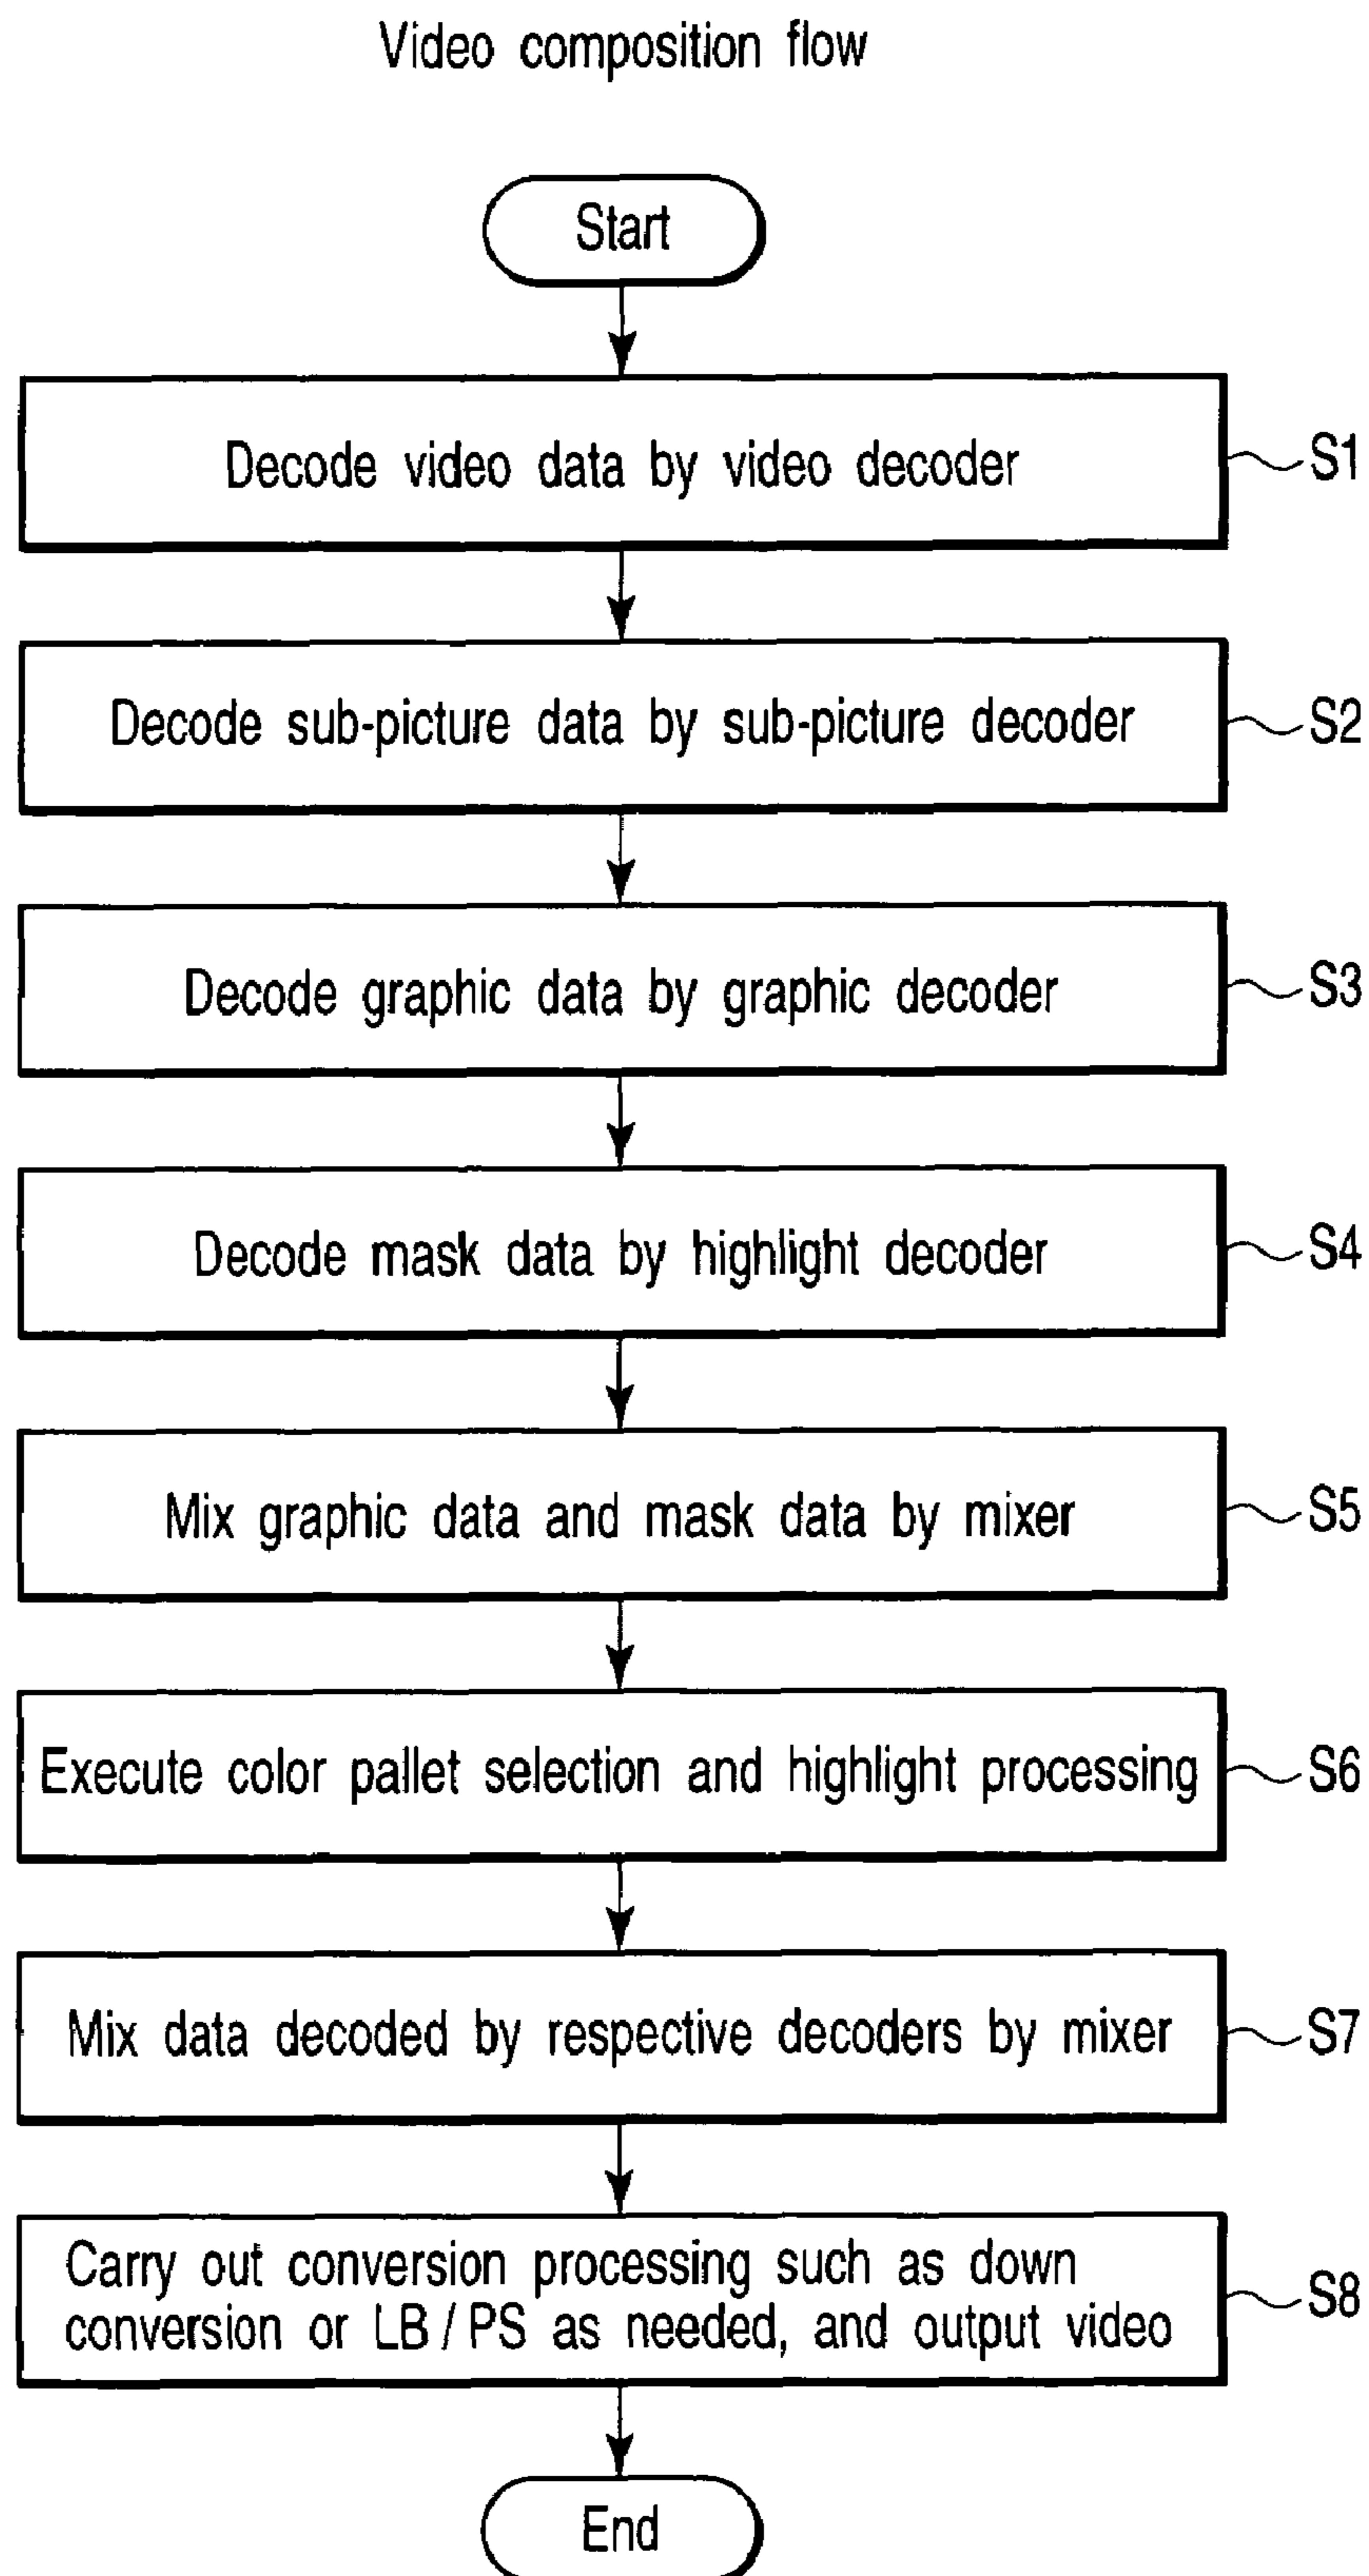 Video composition flow
Start
Decode video data by video decoder
S1
Decode sub-picture data by sub-picture decoder
S2
Decode graphic data by graphic decoder
S3
Decode mask data by highlight decoder
S4
Mix graphic data and mask data by mixer
S5
Execute color pallet selection and highlight processing
S6
Mix data decoded by respective decoders by mixer
S7
Carry out conversion processing such as down
conversion or LB / PS as needed, and output video
S8
End